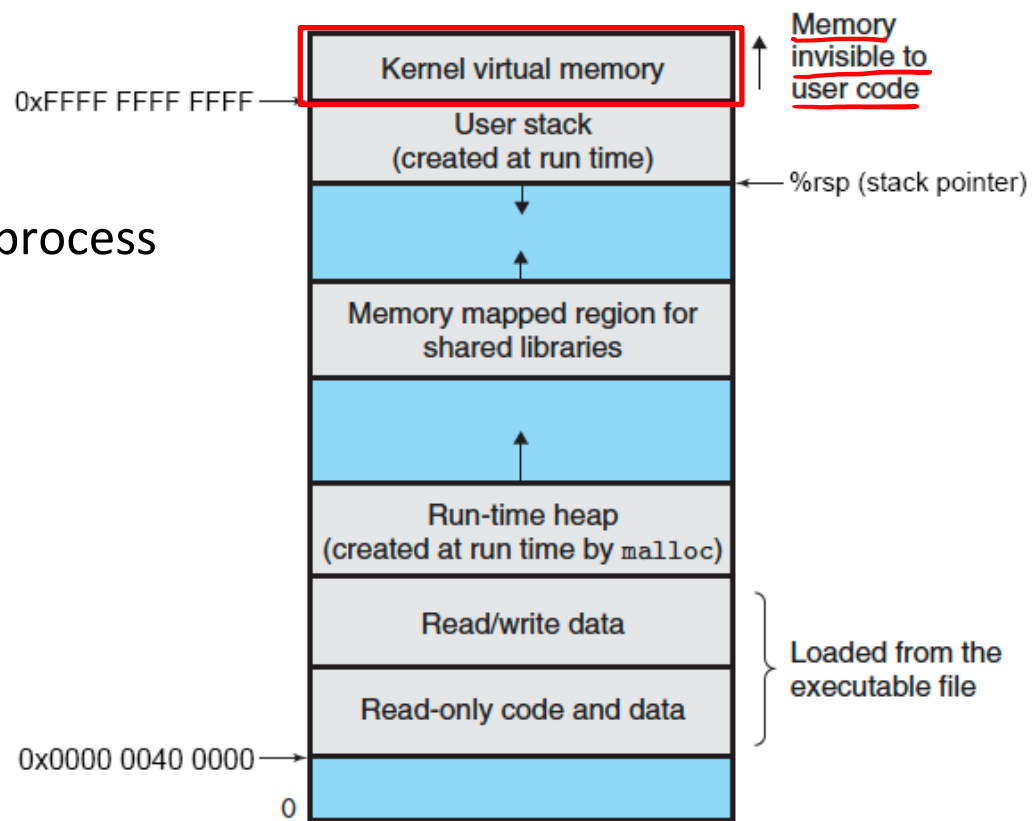 Memory
invisible to
user code
Kernel virtual memory
0xFFFF FFFF FFFF
User stack
(created at run time)
%rsp (stack pointer)
process
Memory mapped region for
shared libraries
Run-time heap
(created at run time by malloc)
Read/write data
Loaded from the
executable file
Read-only code and data
0x0000 0040 0000
0